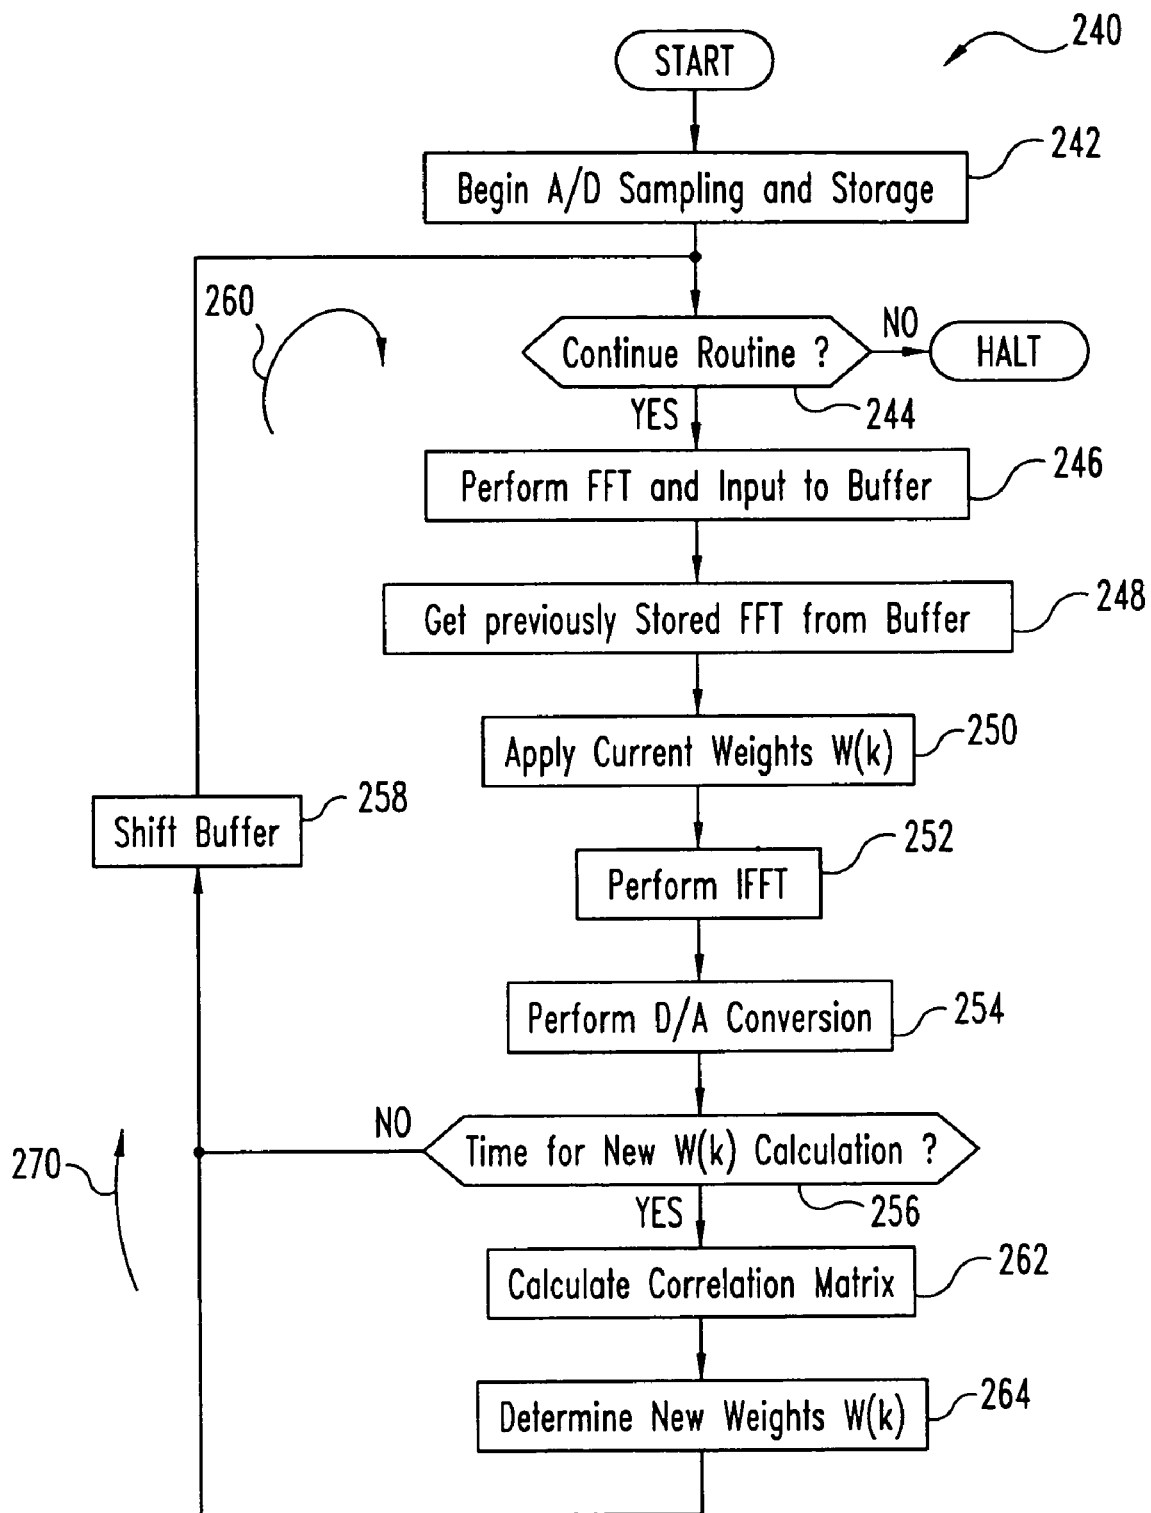 240
START
242
Begin A/D Sampling and Storage
260
Continue Routine ?
NO
HALT
244
YES
246
Perform FFT and Input to Buffer
248
Get previously Stored FFT from Buffer
250
Apply Current Weights W(k)
258
Shift Buffer
252
Perform IFFT
254
Perform D/A Conversion
NO
Time for New W(k) Calculation ?
270
256
YES
262
Calculate Correlation Matrix
264
Determine New Weights W(k)